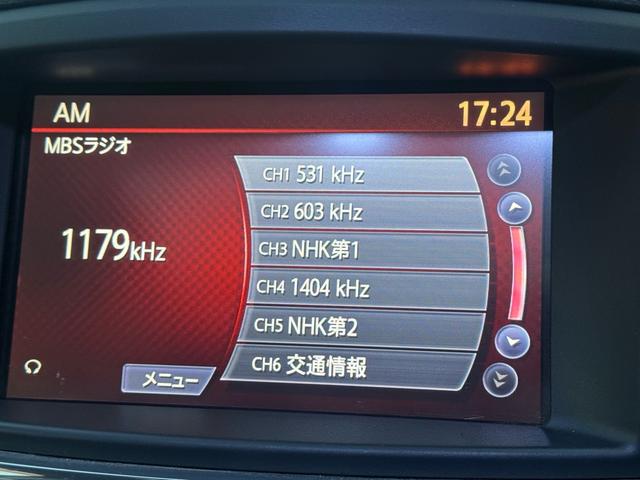 AM
17:24
MBSラジオ
1179kHz
CH1 531 kHz
CH2 603 kHz
CH3 NHK第1
CH4 1404 kHz
CH5 NHK第2
CH6 交通情報
メニュー